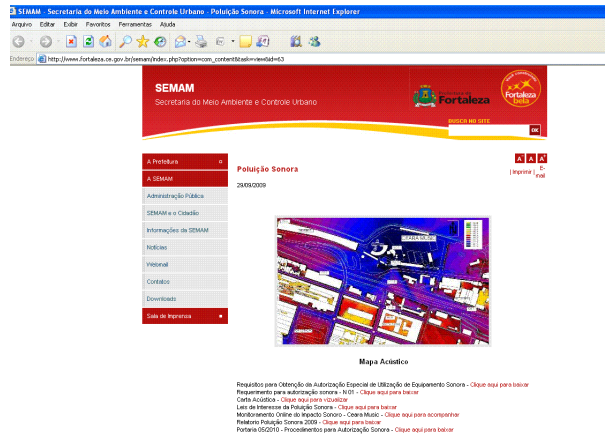 SEMAM - Secretaria do Meio Ambiente e Controle Urbano - Poluição Sonora - Microsoft Internet Explorer
Arquivo Editar Exibir Favoritos Ferramentas Ajuda
Endereço http://www.fortaleza.ce.gov.br/semam/index.php?option=com_content&task=view&id=63
SEMAM
Secretaria do Meio Ambiente e Controle Urbano
Fortaleza
Fortaleza bela
BUSCA NO SITE
OK
A Prefeitura
A SEMAM
Administração Pública
SEMAM e o Cidadão
Informações da SEMAM
Notícias
Webmail
Contatos
Downloads
Sala de Imprensa
A A A
Poluição Sonora
| Imprimir | E-mail
29/09/2009
CEARA MUSIC
Mapa Acústico
Requisitos para Obtenção da Autorização Especial de Utilização de Equipamento Sonora - Clique aqui para baixar
Requerimento para autorização sonora - N 01 - Clique aqui para baixar
Carta Acústica - Clique aqui para vizualizar
Leis de Interesse da Poluição Sonora - Clique aqui para baixar
Monitoramento Online do Impacto Sonoro - Ceara Music - Clique aqui para acompanhar
Relatorio Poluição Sonora 2009 - Clique aqui para baixar
Portaria 05/2010 - Procedimentos para Autorização Sonora - Clique aqui para baixar